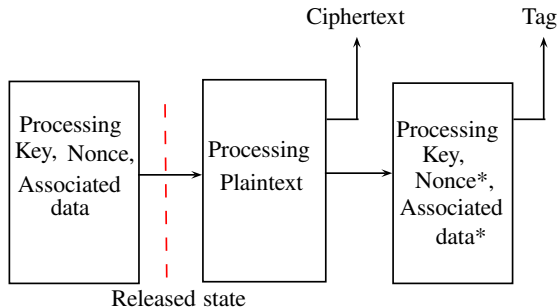 Ciphertext
Tag
Processing
Key, Nonce,
Associated
data
Processing
Plaintext
Processing
Key,
Nonce*,
Associated
data*
Released state